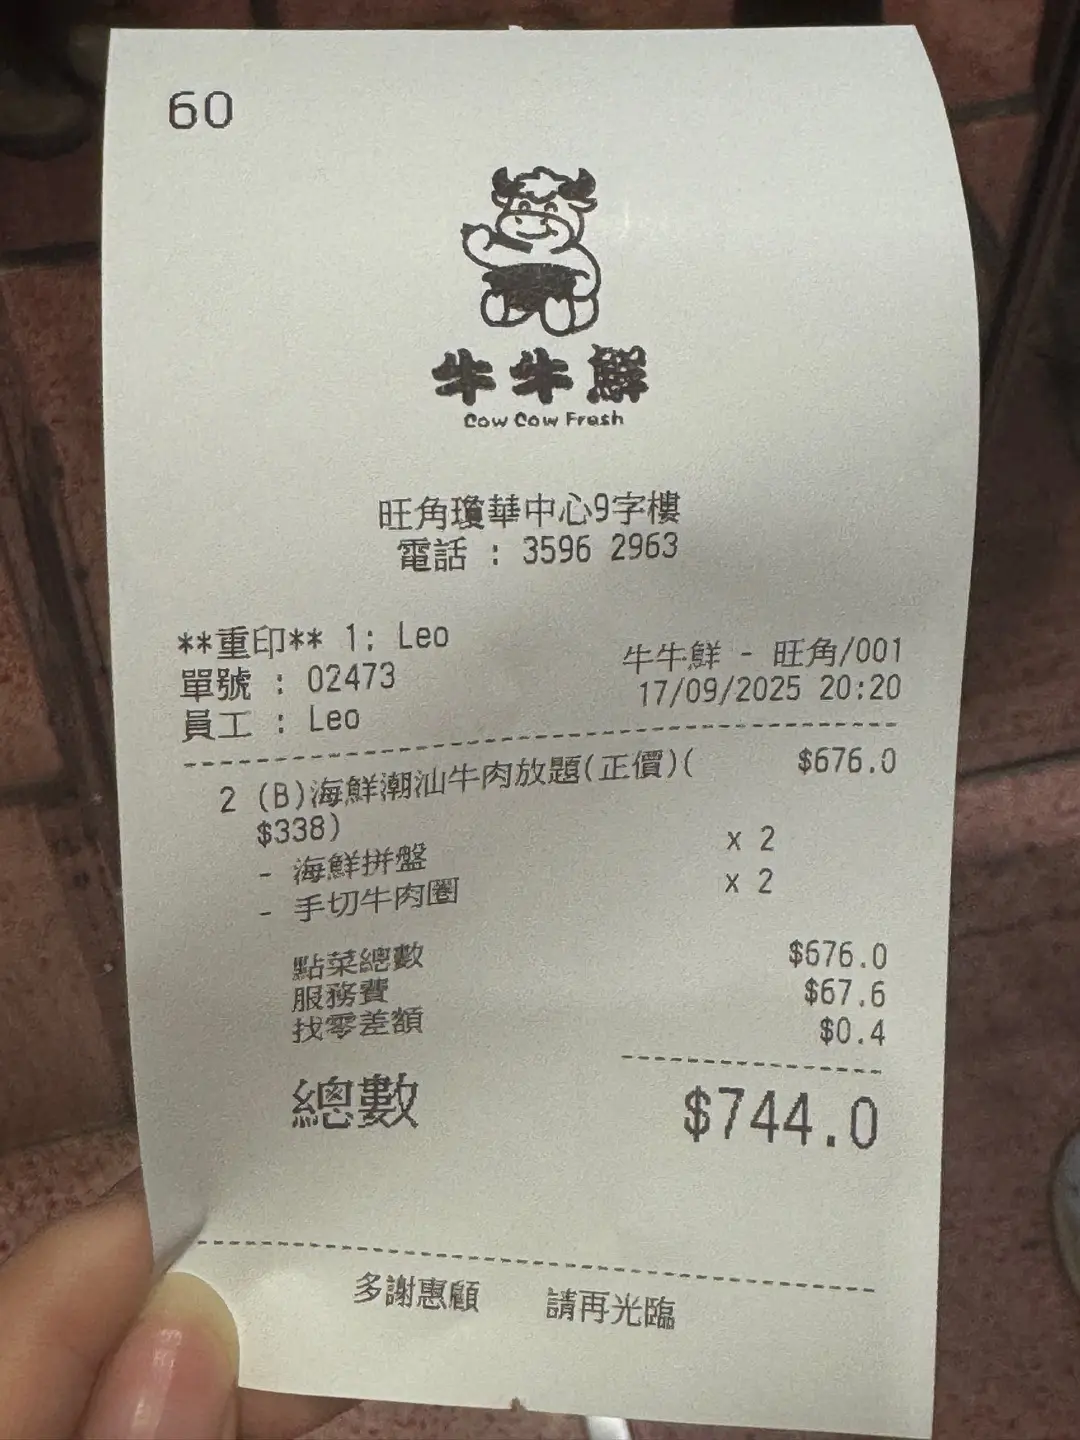 60
牛牛鮮
Cow Cow Fresh
旺角瓊華中心9字樓
電話 : 3596 2963
**重印** 1: Leo
單號 : 02473
員工 : Leo
牛牛鮮 - 旺角/001
17/09/2025 20:20
2 (B)海鮮潮汕牛肉放題(正價)( $676.0
$338)
- 海鮮拼盤 x 2
- 手切牛肉圈 x 2
點菜總數 $676.0
服務費 $67.6
找零差額 $0.4
總數 $744.0
多謝惠顧 請再光臨